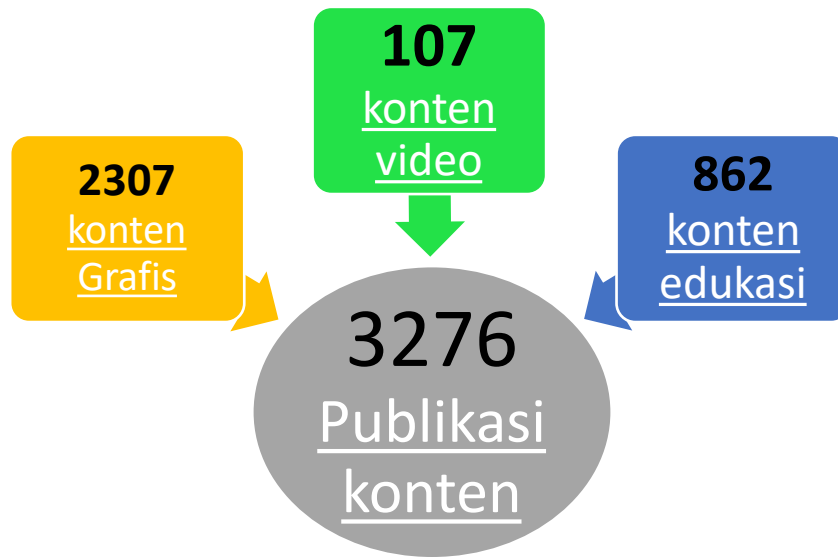 107
konten
video
2307
konten
Grafis
862
konten
edukasi
3276
Publikasi
konten